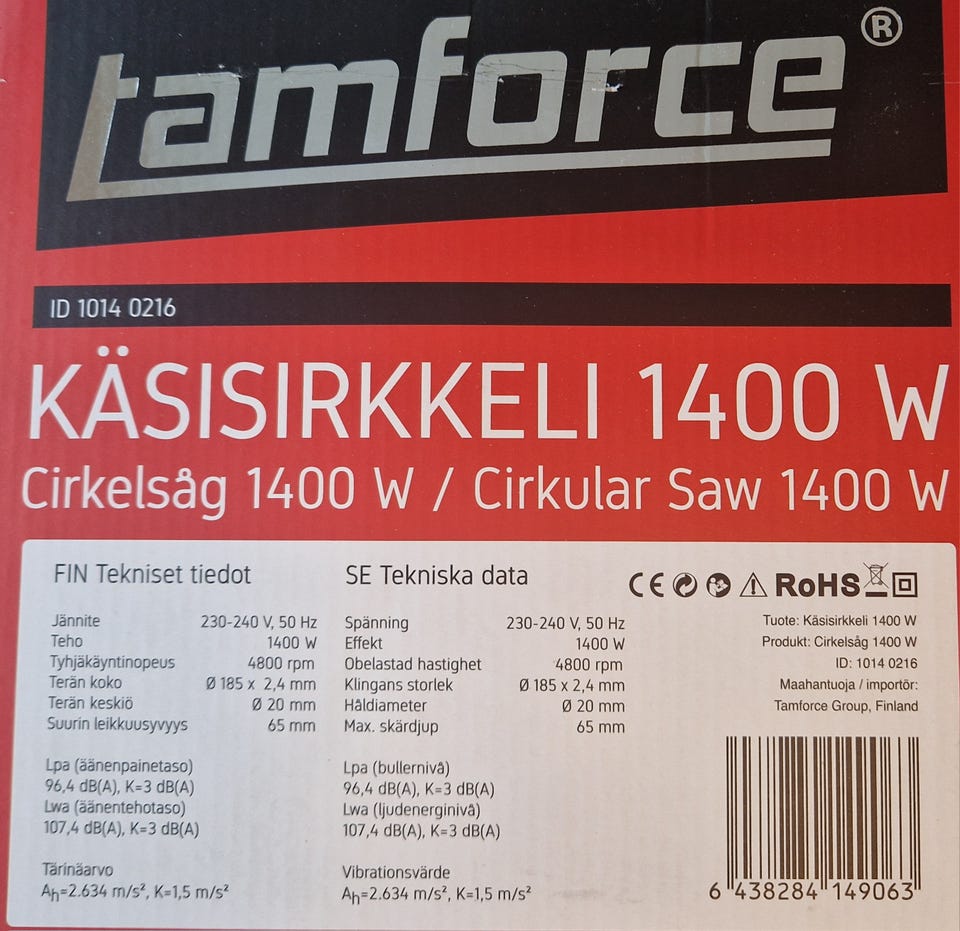 tamforce®
ID 1014 0216
KÄSISIRKKELI 1400 W
Cirkelsåg 1400 W / Cirkular Saw 1400 W
FIN Tekniset tiedot
Jännite 230-240 V, 50 Hz
Teho 1400 W
Tyhjäkäyntinopeus 4800 rpm
Terän koko Ø 185 x 2,4 mm
Terän keskiö Ø 20 mm
Suurin leikkuusyvyys 65 mm
Lpa (äänenpainetaso)
96,4 dB(A), K=3 dB(A)
Lwa (äänentehotaso)
107,4 dB(A), K=3 dB(A)
Tärinäarvo
Ah=2.634 m/s², K=1,5 m/s²
SE Tekniska data
Spänning 230-240 V, 50 Hz
Effekt 1400 W
Obelastad hastighet 4800 rpm
Klingans storlek Ø 185 x 2,4 mm
Håldiameter Ø 20 mm
Max. skärdjup 65 mm
Lpa (bullernivå)
96,4 dB(A), K=3 dB(A)
Lwa (ljudenerginivå)
107,4 dB(A), K=3 dB(A)
Vibrationsvärde
Ah=2.634 m/s², K=1,5 m/s²
CE RoHS
Tuote: Käsisirkkeli 1400 W
Produkt: Cirkelsåg 1400 W
ID: 1014 0216
Maahantuoja / importör:
Tamforce Group, Finland
6 438284 149063